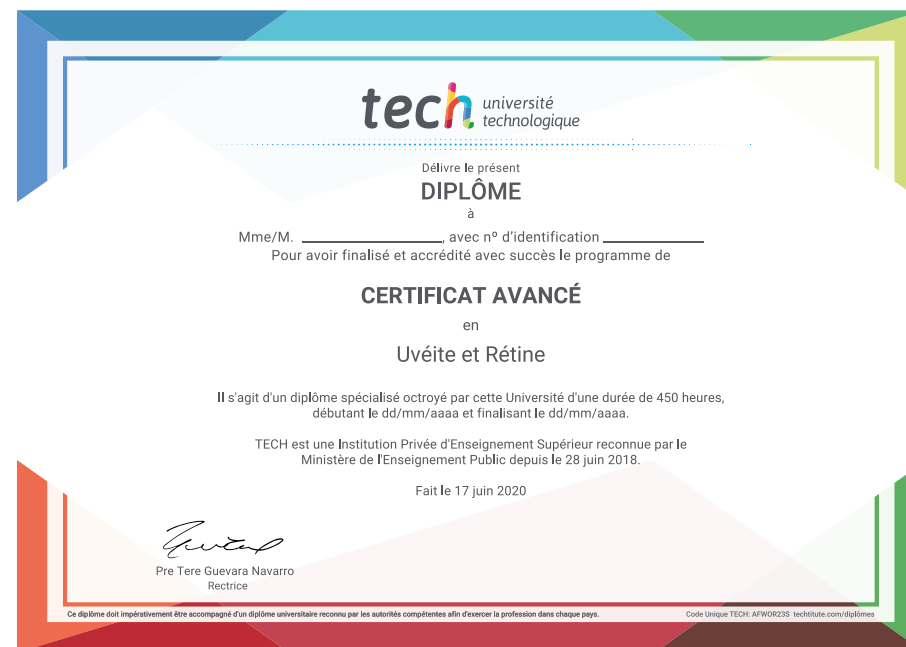 tech université
technologique
Délivre le présent
DIPLÔME
à
Mme/M. ____________________, avec nº d'identification ______________
Pour avoir finalisé et accrédité avec succès le programme de
CERTIFICAT AVANCÉ
en
Uvéite et Rétine
Il s'agit d'un diplôme spécialisé octroyé par cette Université d'une durée de 450 heures,
débutant le dd/mm/aaaa et finalisant le dd/mm/aaaa.
TECH est une Institution Privée d'Enseignement Supérieur reconnue par le
Ministère de l'Enseignement Public depuis le 28 juin 2018.
Fait le 17 juin 2020
Pre Tere Guevara Navarro
Rectrice
Ce diplôme doit impérativement être accompagné d'un diplôme universitaire reconnu par les autorités compétentes afin d'exercer la profession dans chaque pays.
Code Unique TECH: AFWOR23S techtitute.com/diplômes